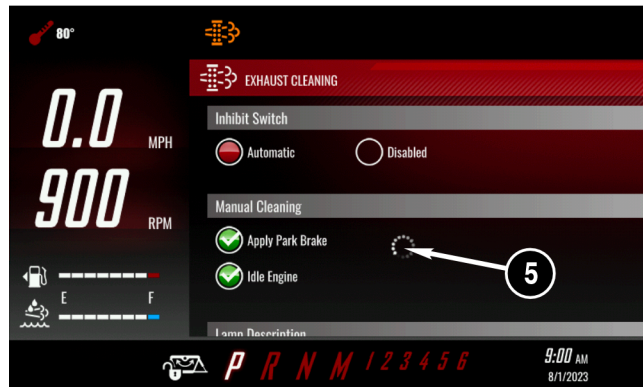 80°
EXHAUST CLEANING
0.0 MPH
900 RPM
E F
Inhibit Switch
Automatic Disabled
Manual Cleaning
Apply Park Brake
Idle Engine
5
Lamp Description
P R N M 1 2 3 4 5 6
9:00 AM
8/1/2023